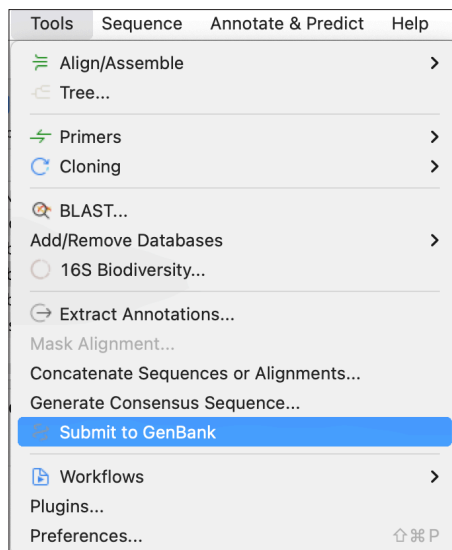 Tools Sequence Annotate & Predict Help
Align/Assemble
Tree...
Primers
Cloning
BLAST...
Add/Remove Databases
16S Biodiversity...
Extract Annotations...
Mask Alignment...
Concatenate Sequences or Alignments...
Generate Consensus Sequence...
Submit to GenBank
Workflows
Plugins...
Preferences... ⇧⌘P